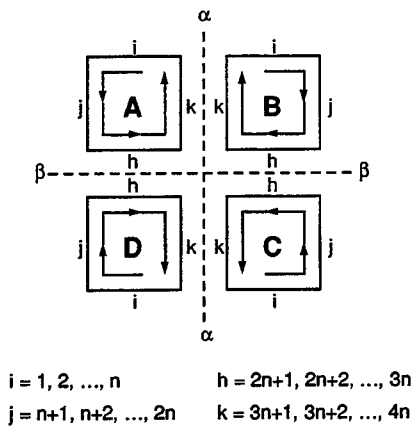 α
i i
j A k k B j
h h
β β
h h
j D k k C j
i i
α
i = 1, 2, ..., n h = 2n+1, 2n+2, ..., 3n
j = n+1, n+2, ..., 2n k = 3n+1, 3n+2, ..., 4n